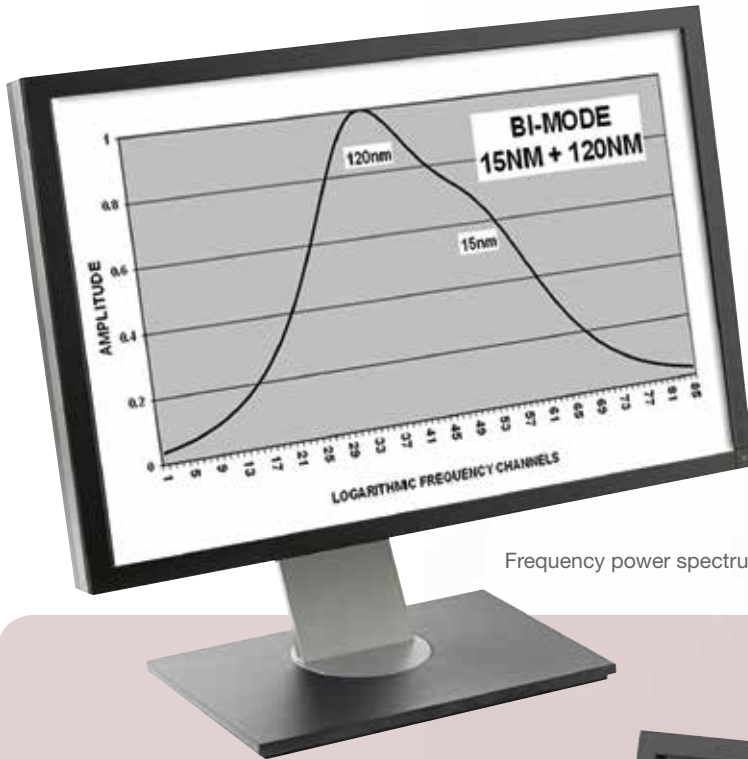 BI-MODE
15NM + 120NM
120nm
15nm
AMPLITUDE
1
0.8
0.6
0.4
0.2
0
1 5 9 13 17 21 25 29 33 37 41 45 49 53 57 61 65 69 73 77 81 85
LOGARITHMIC FREQUENCY CHANNELS
Frequency power spectru